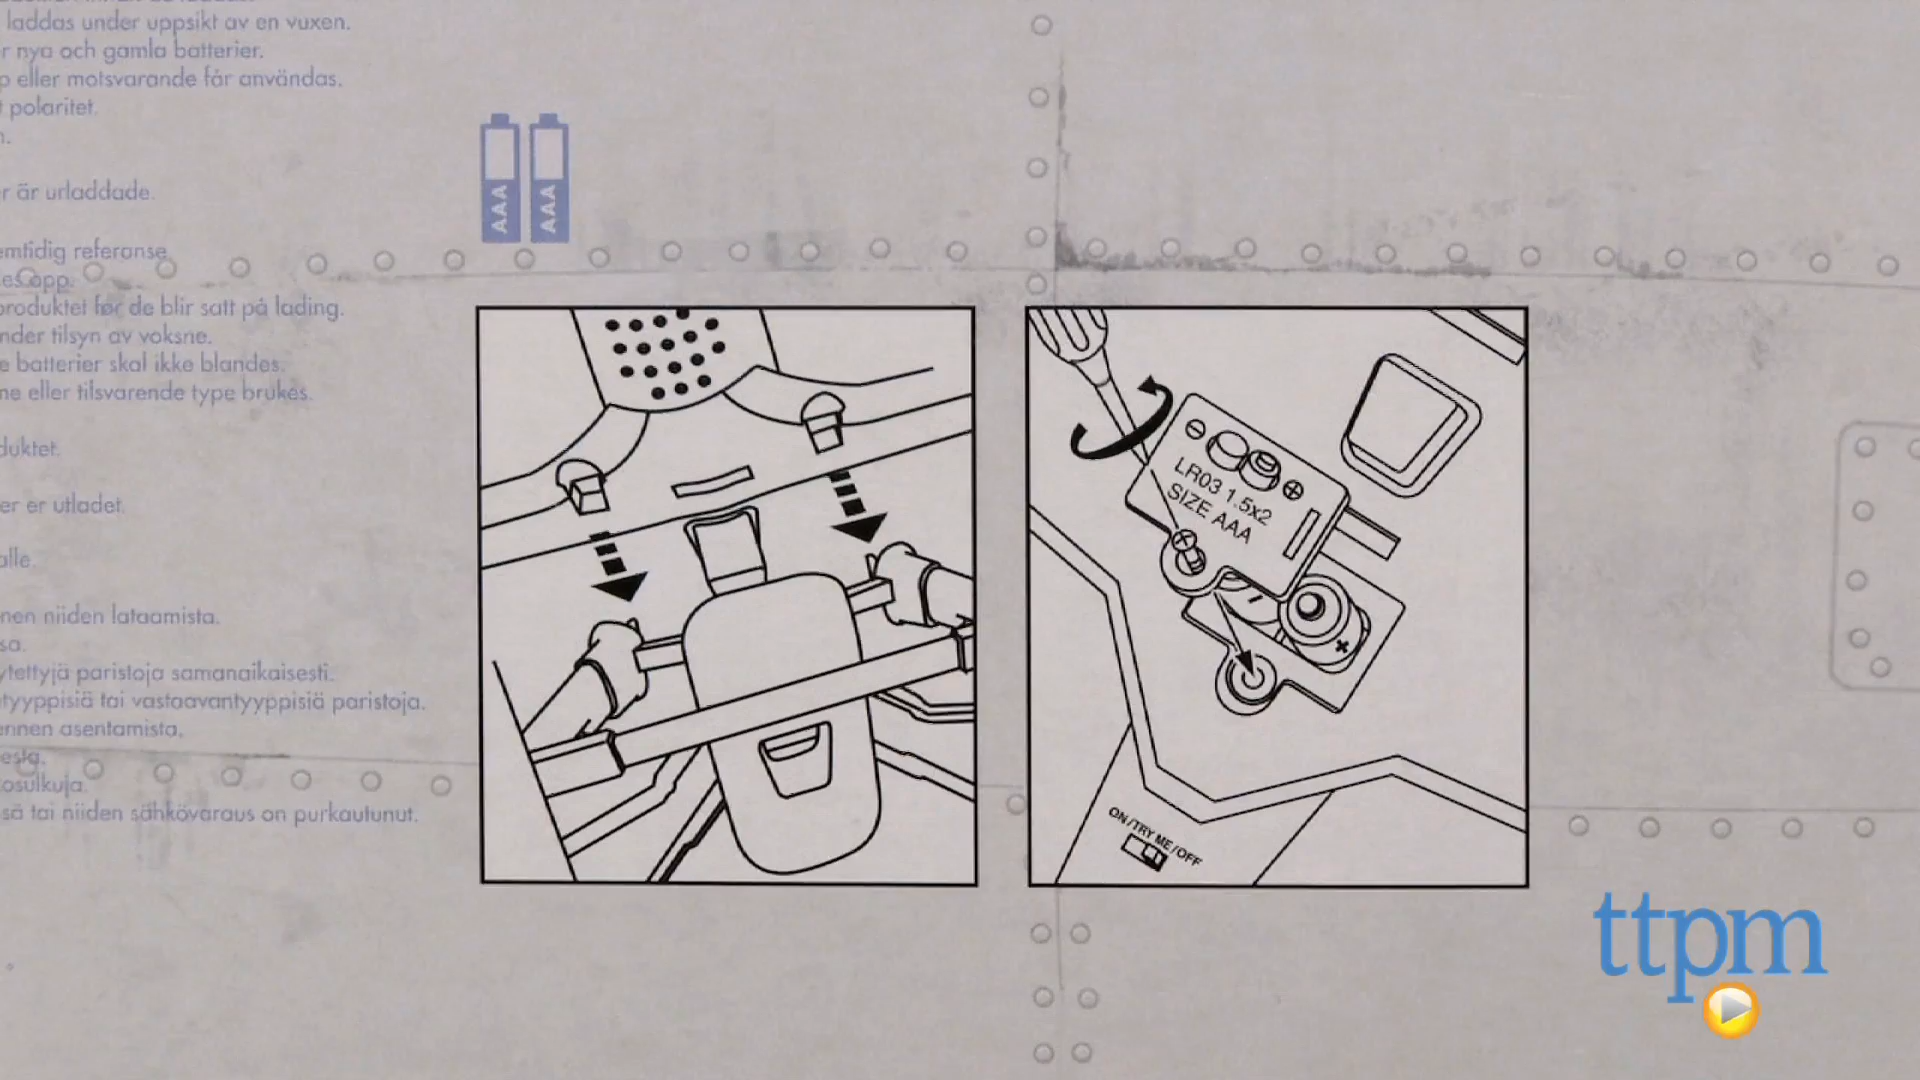 laddas under uppsikt av en vuxen.
nya och gamla batterier.
eller motsvarande får användas.
polaritet.
är urladdade.
AAA AAA
emtidig referanse
es opp.
produktet før de blir satt på lading.
nder tilsyn av voksne.
batterier skal ikke blandes.
ne eller tilsvarende type brukes.
duktet.
er er utladet.
alle.
nen niiden lataamista.
sa.
ytettyjä paristoja samanaikaisesti.
tyyppisiä tai vastaavantyyppisiä paristoja.
ennen asentamista.
esta.
osulkuja.
sä tai niiden sähkövaraus on purkautunut.
LR03 1.5x2
SIZE AAA
ON/TRY ME/OFF
ttpm